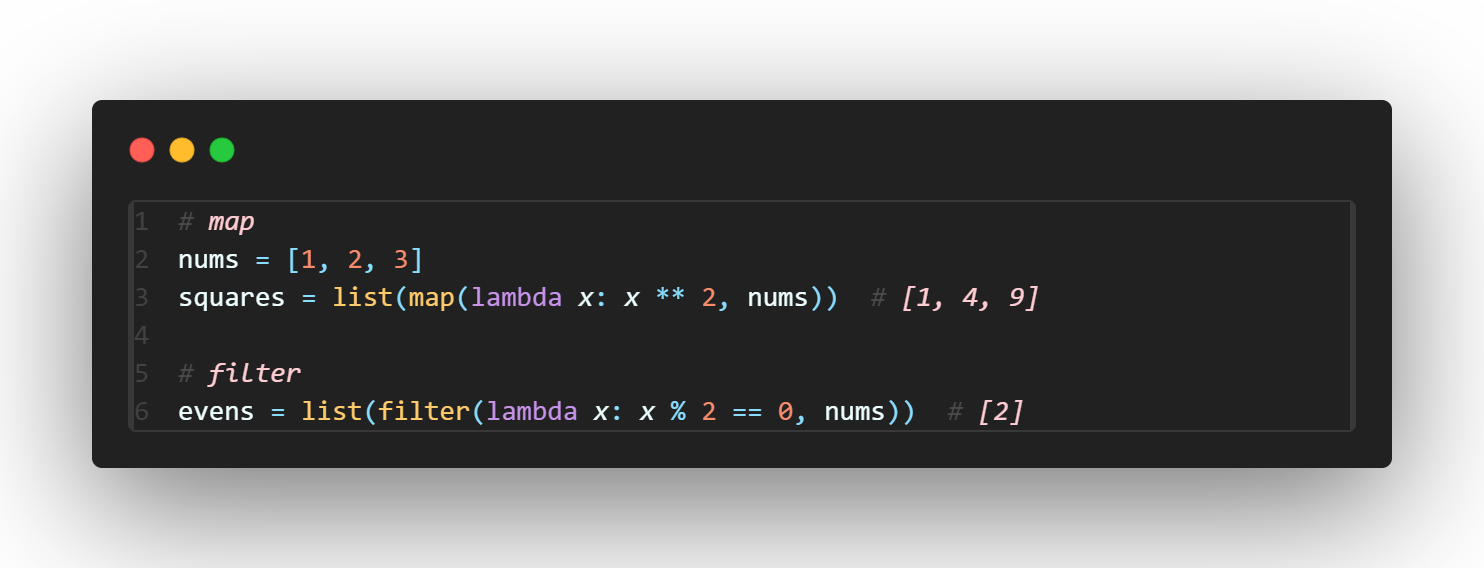 1 # map
2 nums = [1, 2, 3]
3 squares = list(map(lambda x: x ** 2, nums))  # [1, 4, 9]
4
5 # filter
6 evens = list(filter(lambda x: x % 2 == 0, nums))  # [2]